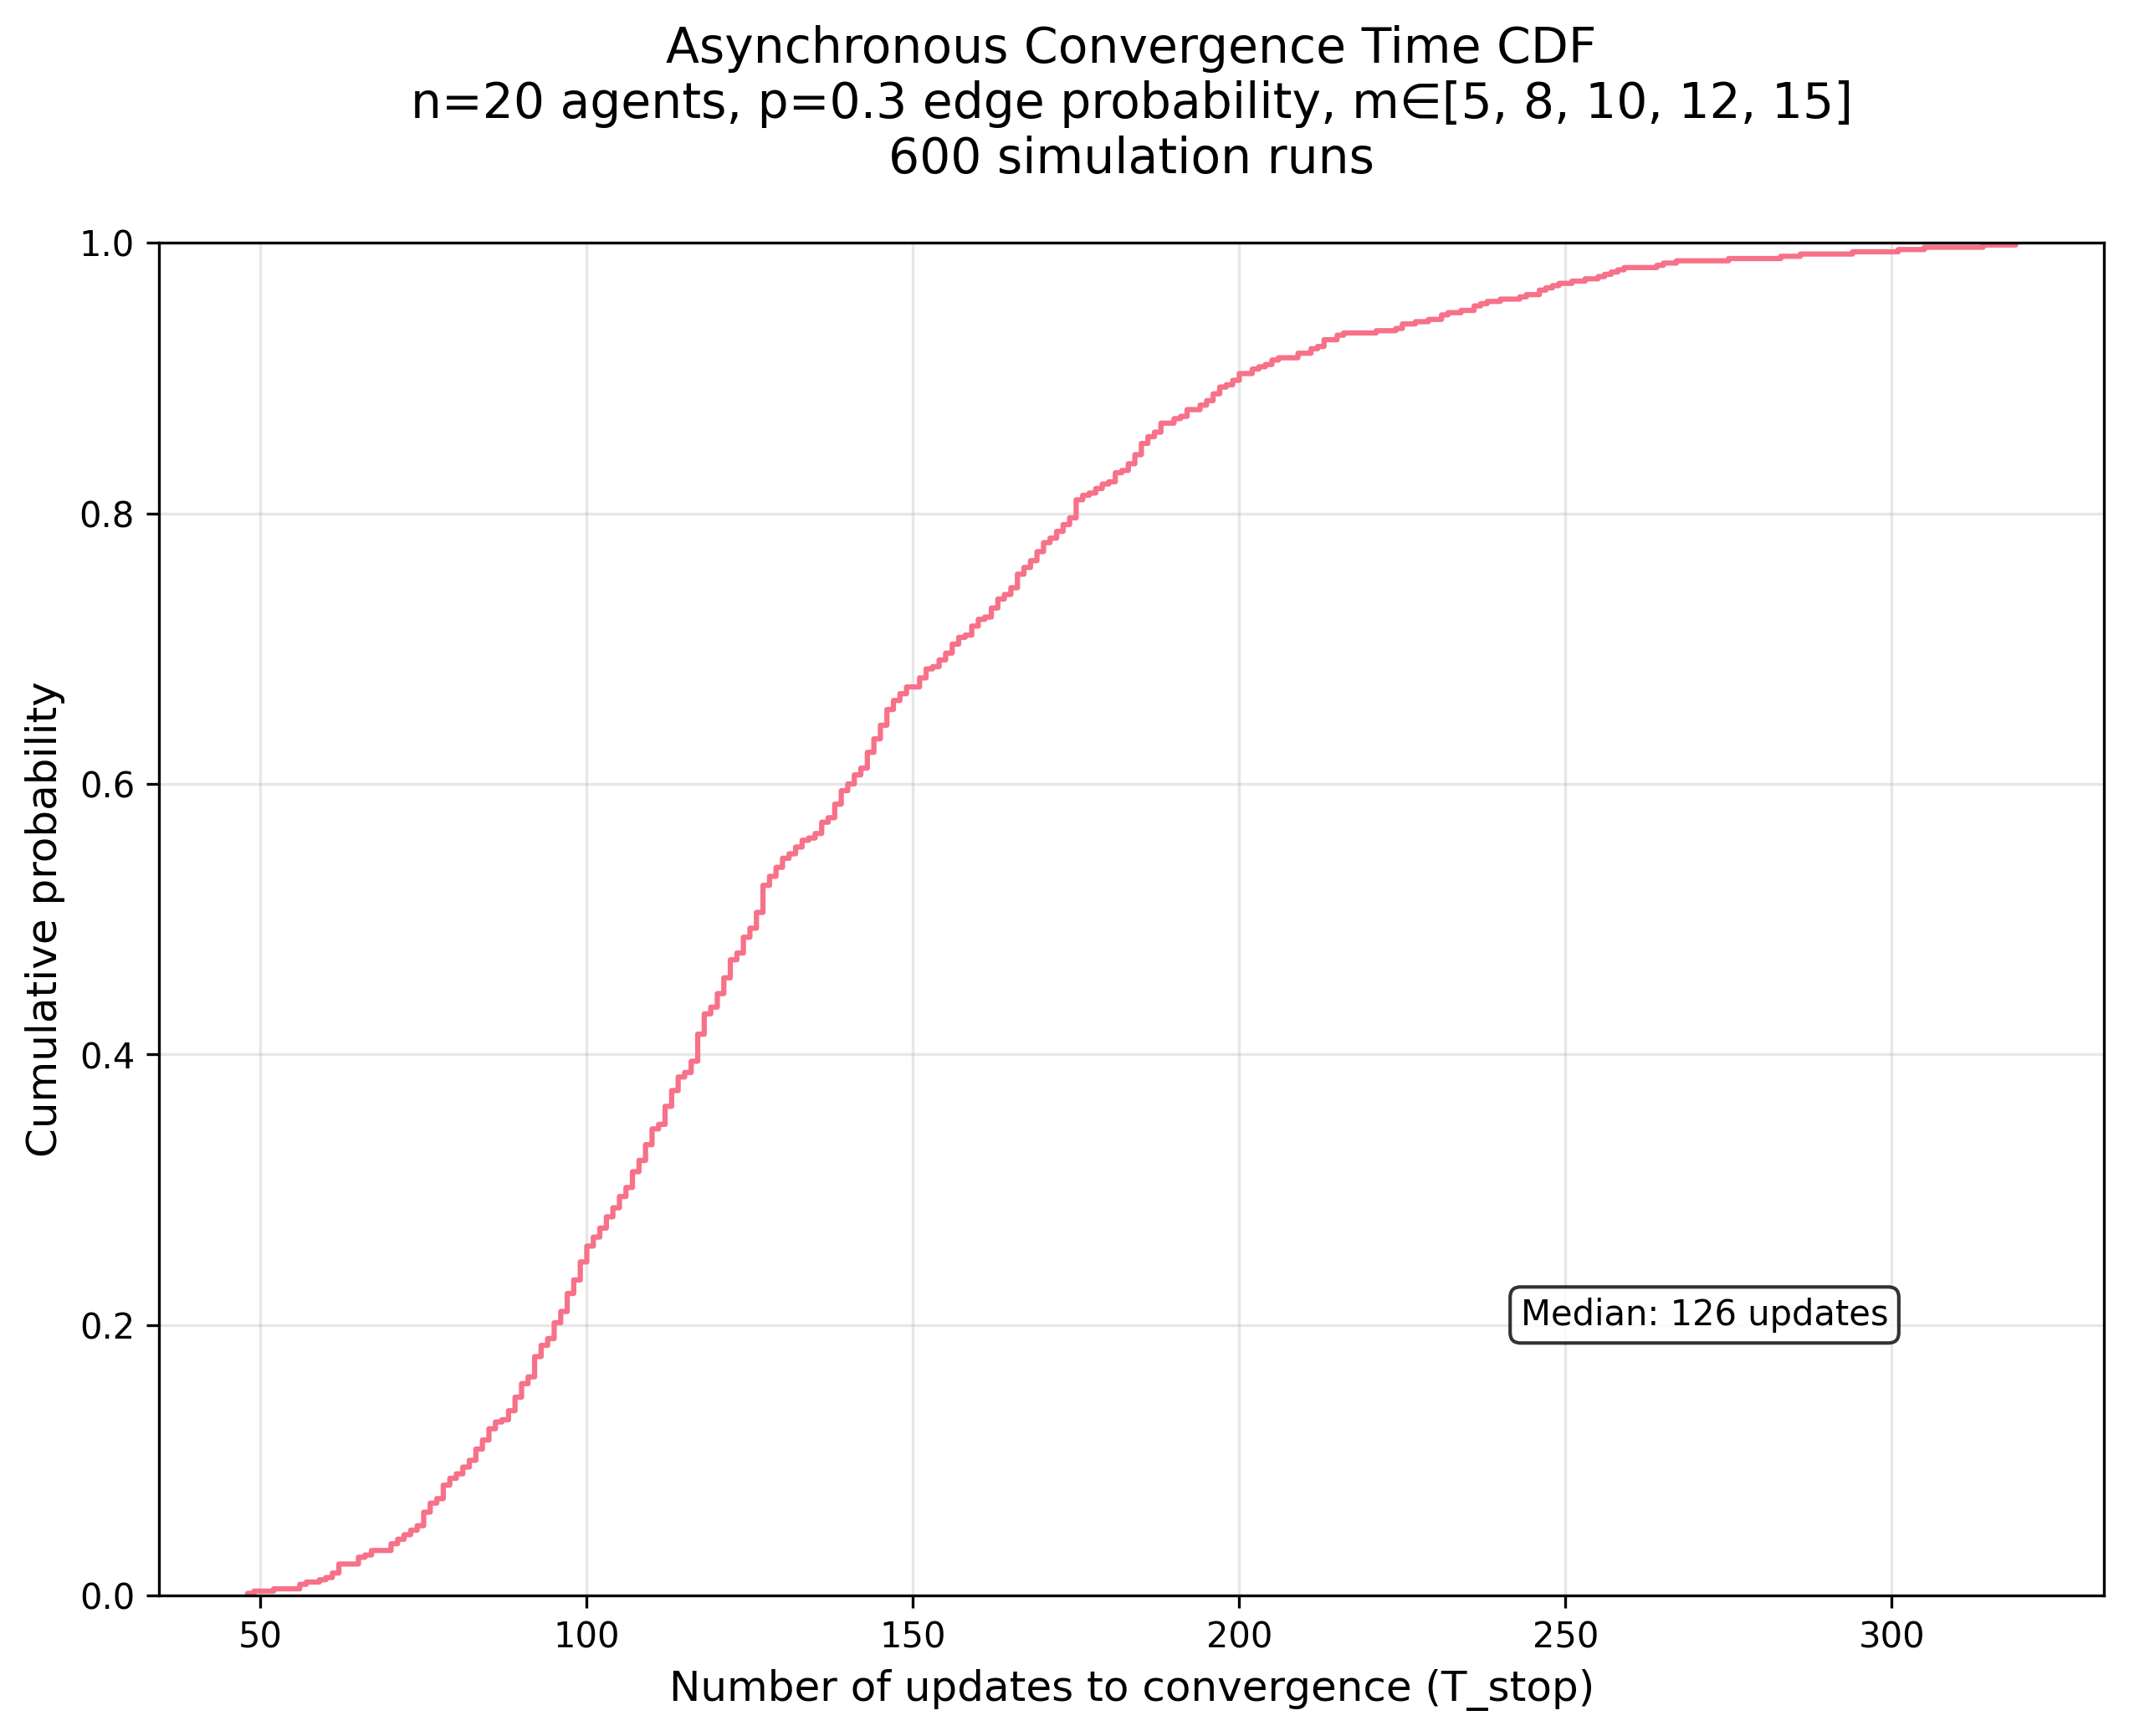 Asynchronous Convergence Time CDF
n=20 agents, p=0.3 edge probability, m∈[5, 8, 10, 12, 15]
600 simulation runs
Cumulative probability
1.0
0.8
0.6
0.4
0.2
0.0
Median: 126 updates
50 100 150 200 250 300
Number of updates to convergence (T_stop)